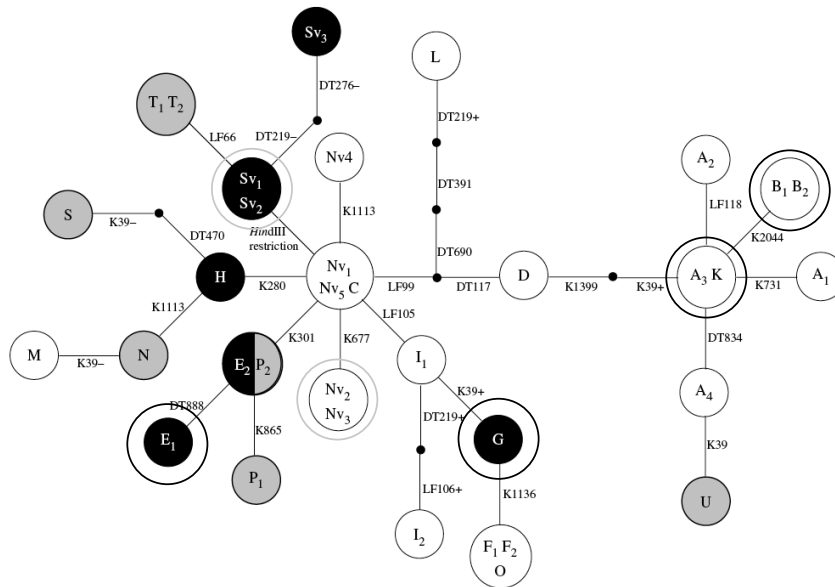 Sv3
L
DT276–
T1 T2
DT219+
LF66
DT219–
Nv4
A2
DT391
Sv1
Sv2
B1 B2
LF118
S
K1113
K2044
K39–
DT470
HindIII
restriction
DT690
H
K280
Nv1
Nv5 C
LF99
DT117
D
K1399
K39+
A3 K
K731
A1
K1113
LF105
K301
K677
DT834
M
K39–
N
E2
P2
I1
K39+
Nv2
Nv3
A4
DT888
DT219+
E1
K865
G
K39
P1
LF106+
K1136
U
I2
F1 F2
O